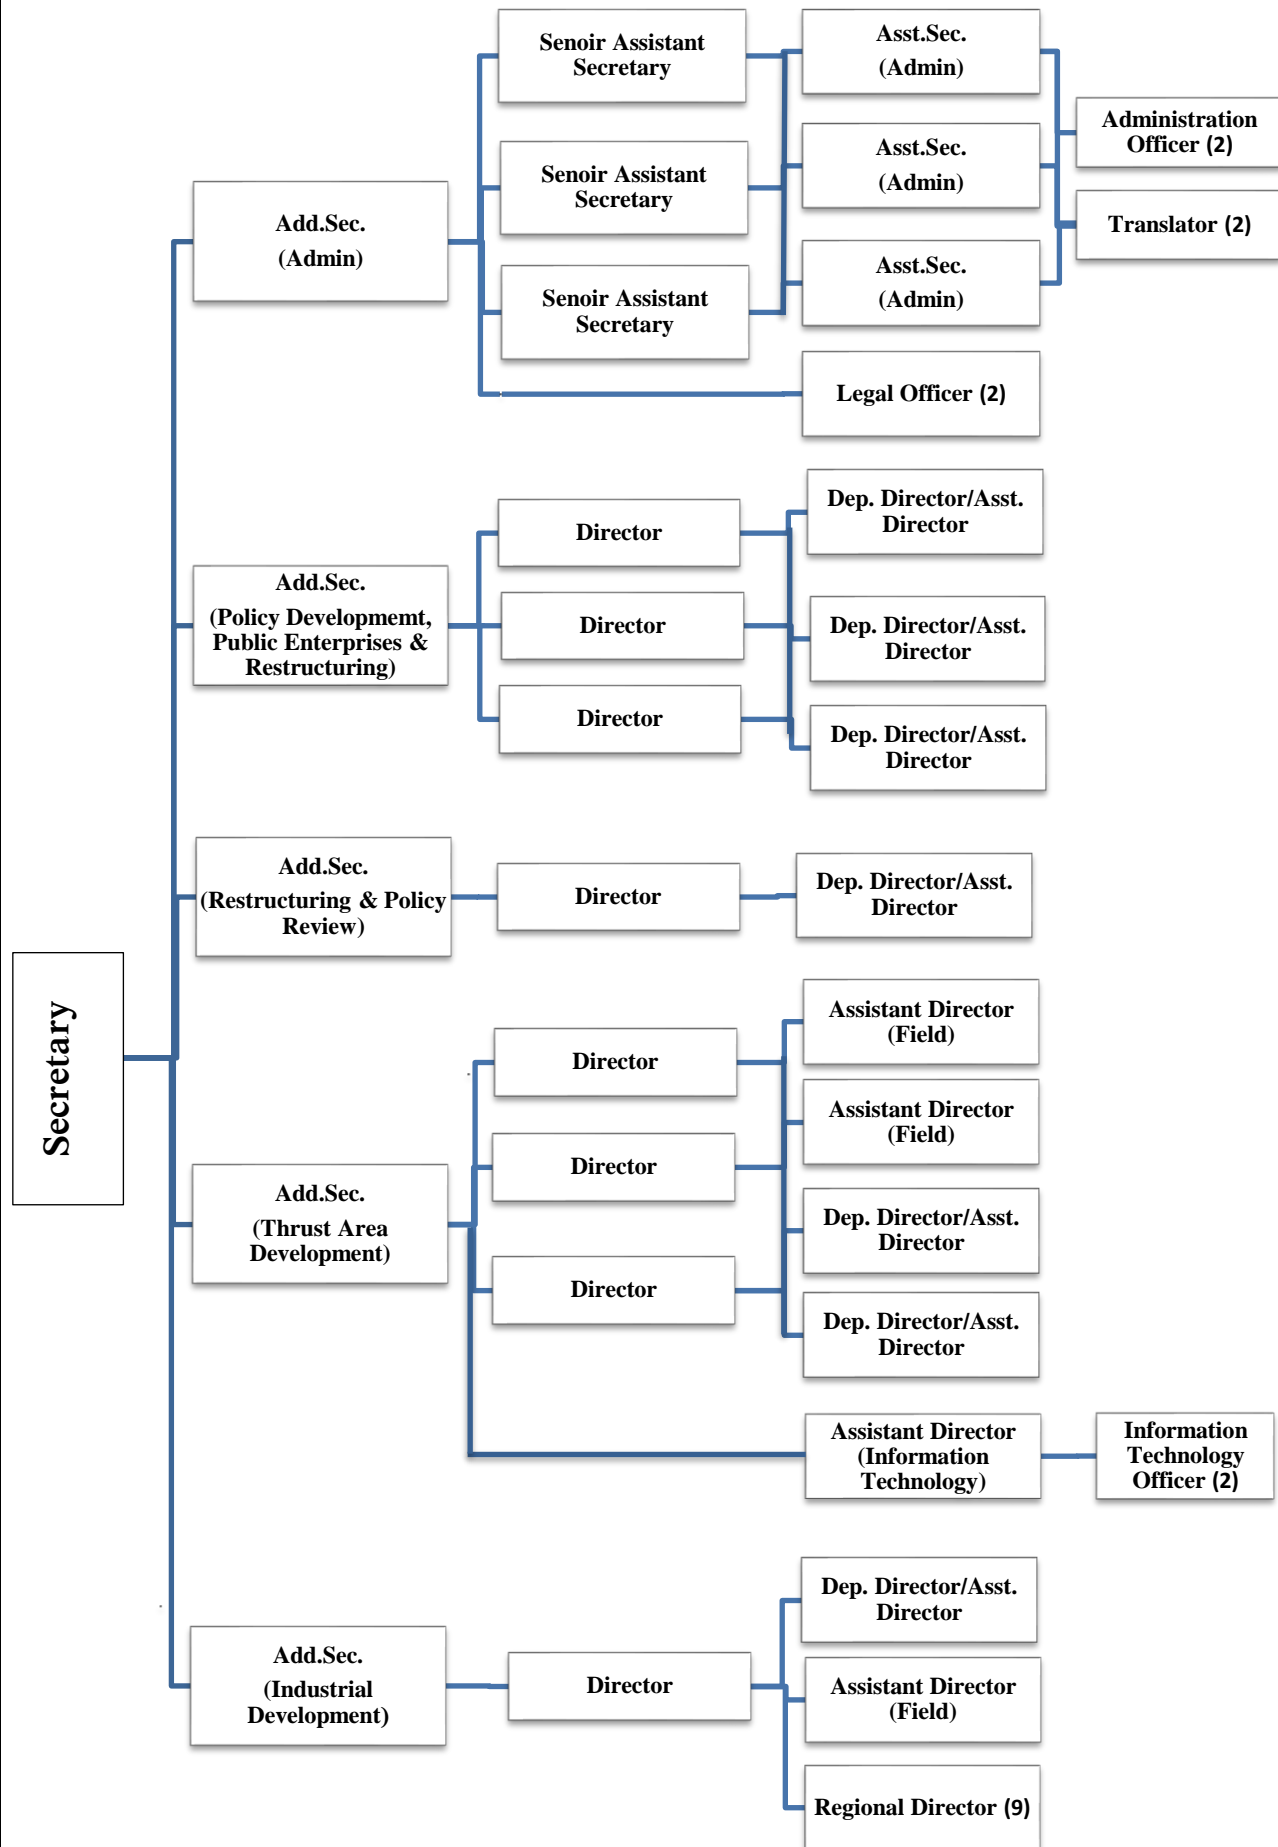 Secretary
Add.Sec.
(Admin)
Senoir Assistant
Secretary
Senoir Assistant
Secretary
Senoir Assistant
Secretary
Asst.Sec.
(Admin)
Asst.Sec.
(Admin)
Asst.Sec.
(Admin)
Legal Officer (2)
Administration
Officer (2)
Translator (2)
Add.Sec.
(Policy Developmemt,
Public Enterprises &
Restructuring)
Director
Director
Director
Dep. Director/Asst.
Director
Dep. Director/Asst.
Director
Dep. Director/Asst.
Director
Add.Sec.
(Restructuring & Policy
Review)
Director
Dep. Director/Asst.
Director
Add.Sec.
(Thrust Area
Development)
Director
Director
Director
Assistant Director
(Field)
Assistant Director
(Field)
Dep. Director/Asst.
Director
Dep. Director/Asst.
Director
Assistant Director
(Information
Technology)
Information
Technology
Officer (2)
Add.Sec.
(Industrial
Development)
Director
Dep. Director/Asst.
Director
Assistant Director
(Field)
Regional Director (9)